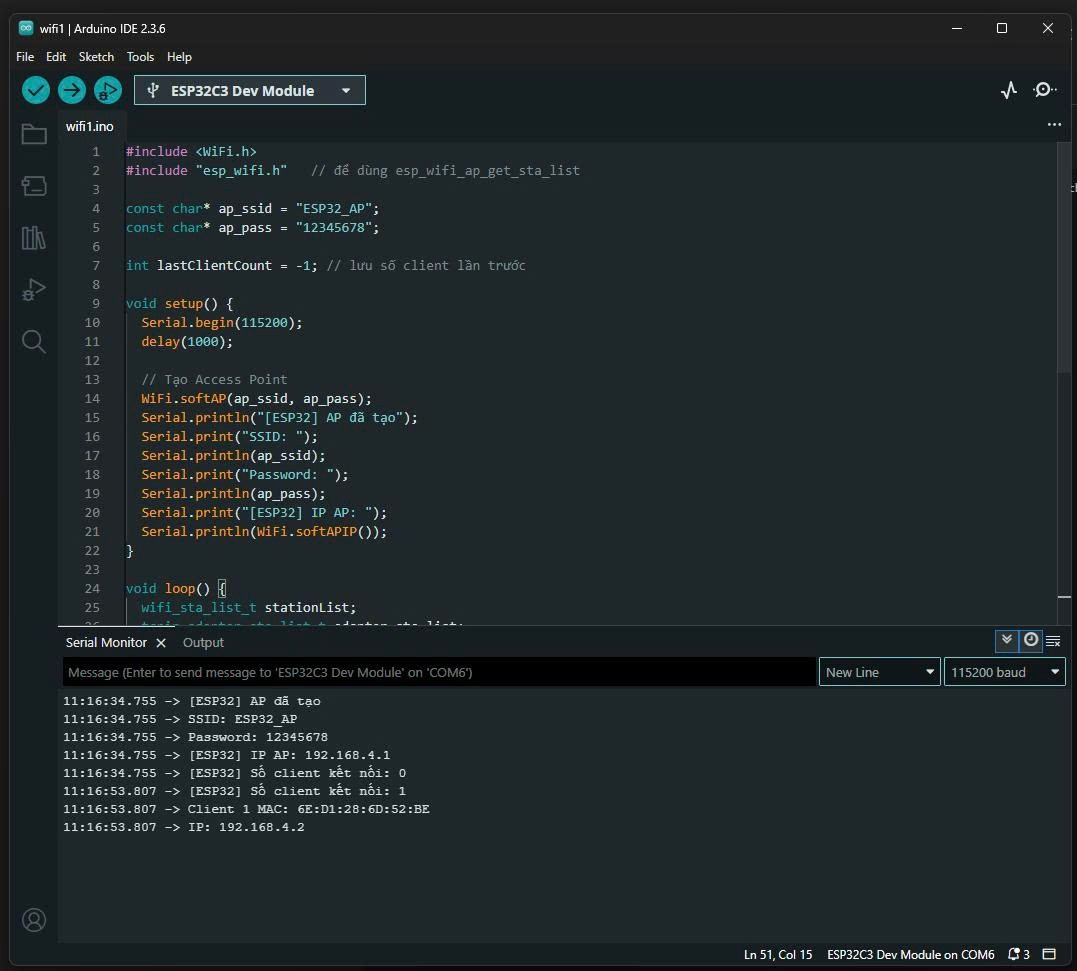 wifi1 | Arduino IDE 2.3.6
File Edit Sketch Tools Help
ESP32C3 Dev Module
wifi1.ino
1 #include <WiFi.h>
2 #include "esp_wifi.h" // để dùng esp_wifi_ap_get_sta_list
3
4 const char* ap_ssid = "ESP32_AP";
5 const char* ap_pass = "12345678";
6
7 int lastClientCount = -1; // lưu số client lần trước
8
9 void setup() {
10 Serial.begin(115200);
11 delay(1000);
12
13 // Tạo Access Point
14 WiFi.softAP(ap_ssid, ap_pass);
15 Serial.println("[ESP32] AP đã tạo");
16 Serial.print("SSID: ");
17 Serial.println(ap_ssid);
18 Serial.print("Password: ");
19 Serial.println(ap_pass);
20 Serial.print("[ESP32] IP AP: ");
21 Serial.println(WiFi.softAPIP());
22 }
23
24 void loop() {
25 wifi_sta_list_t stationList;
Serial Monitor Output
Message (Enter to send message to 'ESP32C3 Dev Module' on 'COM6')
New Line
115200 baud
11:16:34.755 -> [ESP32] AP đã tạo
11:16:34.755 -> SSID: ESP32_AP
11:16:34.755 -> Password: 12345678
11:16:34.755 -> [ESP32] IP AP: 192.168.4.1
11:16:34.755 -> [ESP32] Số client kết nối: 0
11:16:53.807 -> [ESP32] Số client kết nối: 1
11:16:53.807 -> Client 1 MAC: 6E:D1:28:6D:52:BE
11:16:53.807 -> IP: 192.168.4.2
Ln 51, Col 15 ESP32C3 Dev Module on COM6 3